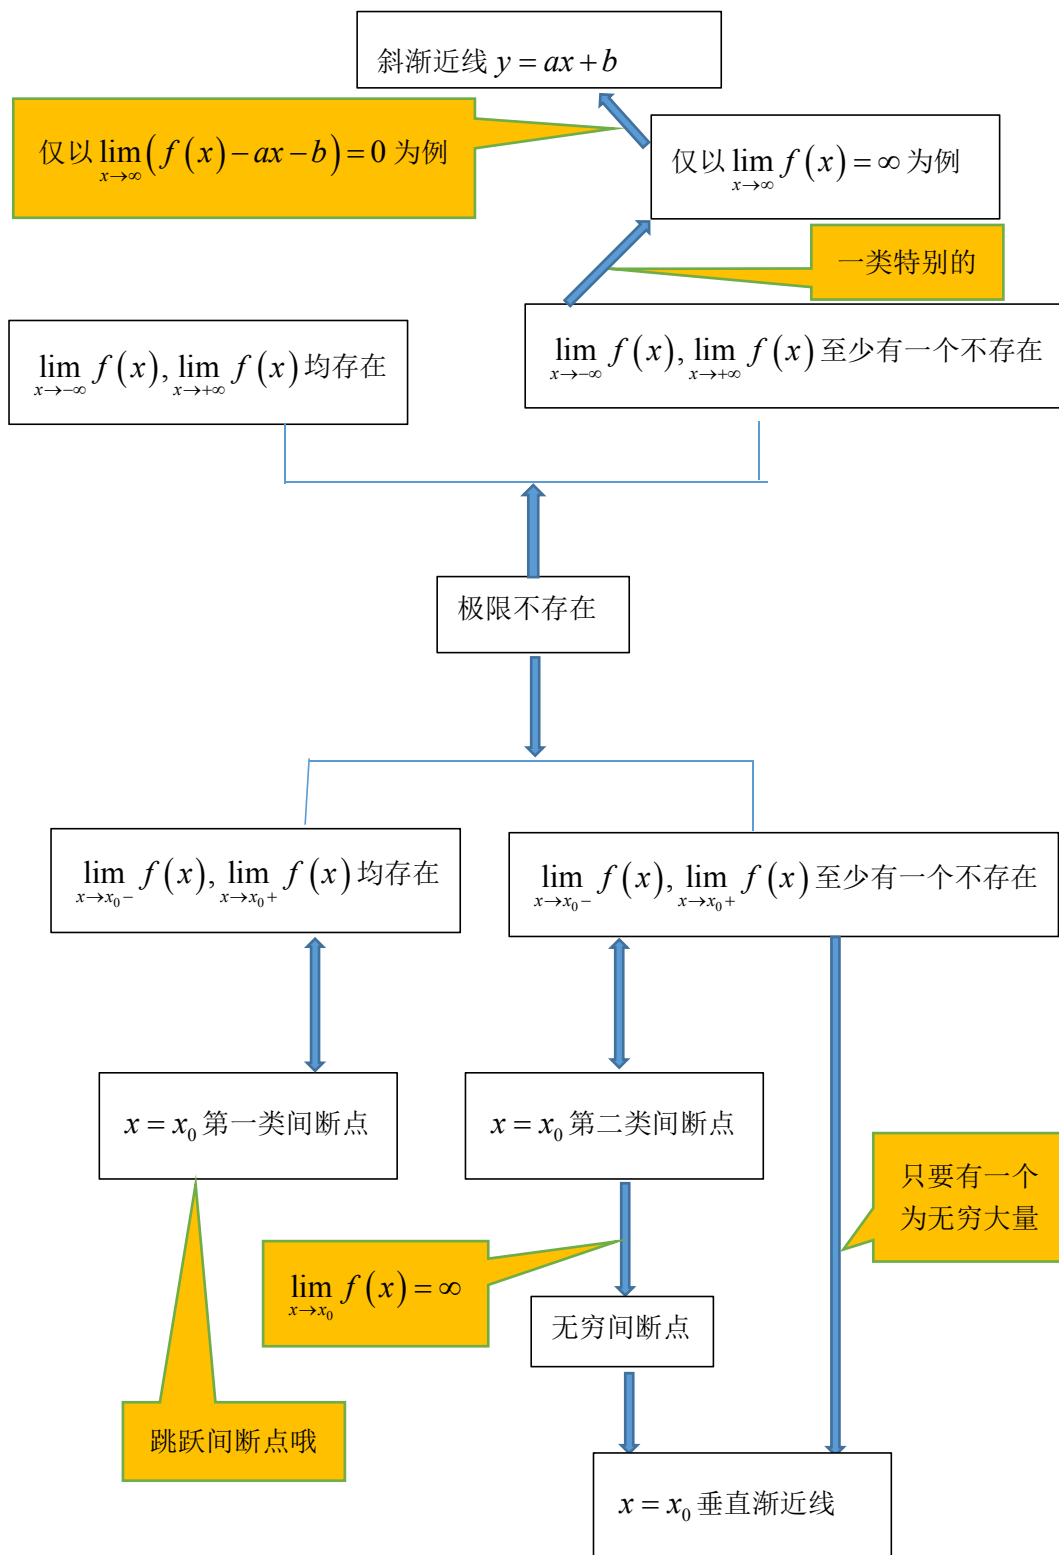 斜渐近线 y = ax + b
仅以 lim_{x→∞} (f(x) − ax − b) = 0 为例
仅以 lim_{x→∞} f(x) = ∞ 为例
一类特别的
lim_{x→−∞} f(x), lim_{x→+∞} f(x) 均存在
lim_{x→−∞} f(x), lim_{x→+∞} f(x) 至少有一个不存在
极限不存在
lim_{x→x₀−} f(x), lim_{x→x₀+} f(x) 均存在
lim_{x→x₀−} f(x), lim_{x→x₀+} f(x) 至少有一个不存在
x = x₀ 第一类间断点
x = x₀ 第二类间断点
只要有一个
为无穷大量
lim_{x→x₀} f(x) = ∞
无穷间断点
跳跃间断点哦
x = x₀ 垂直渐近线